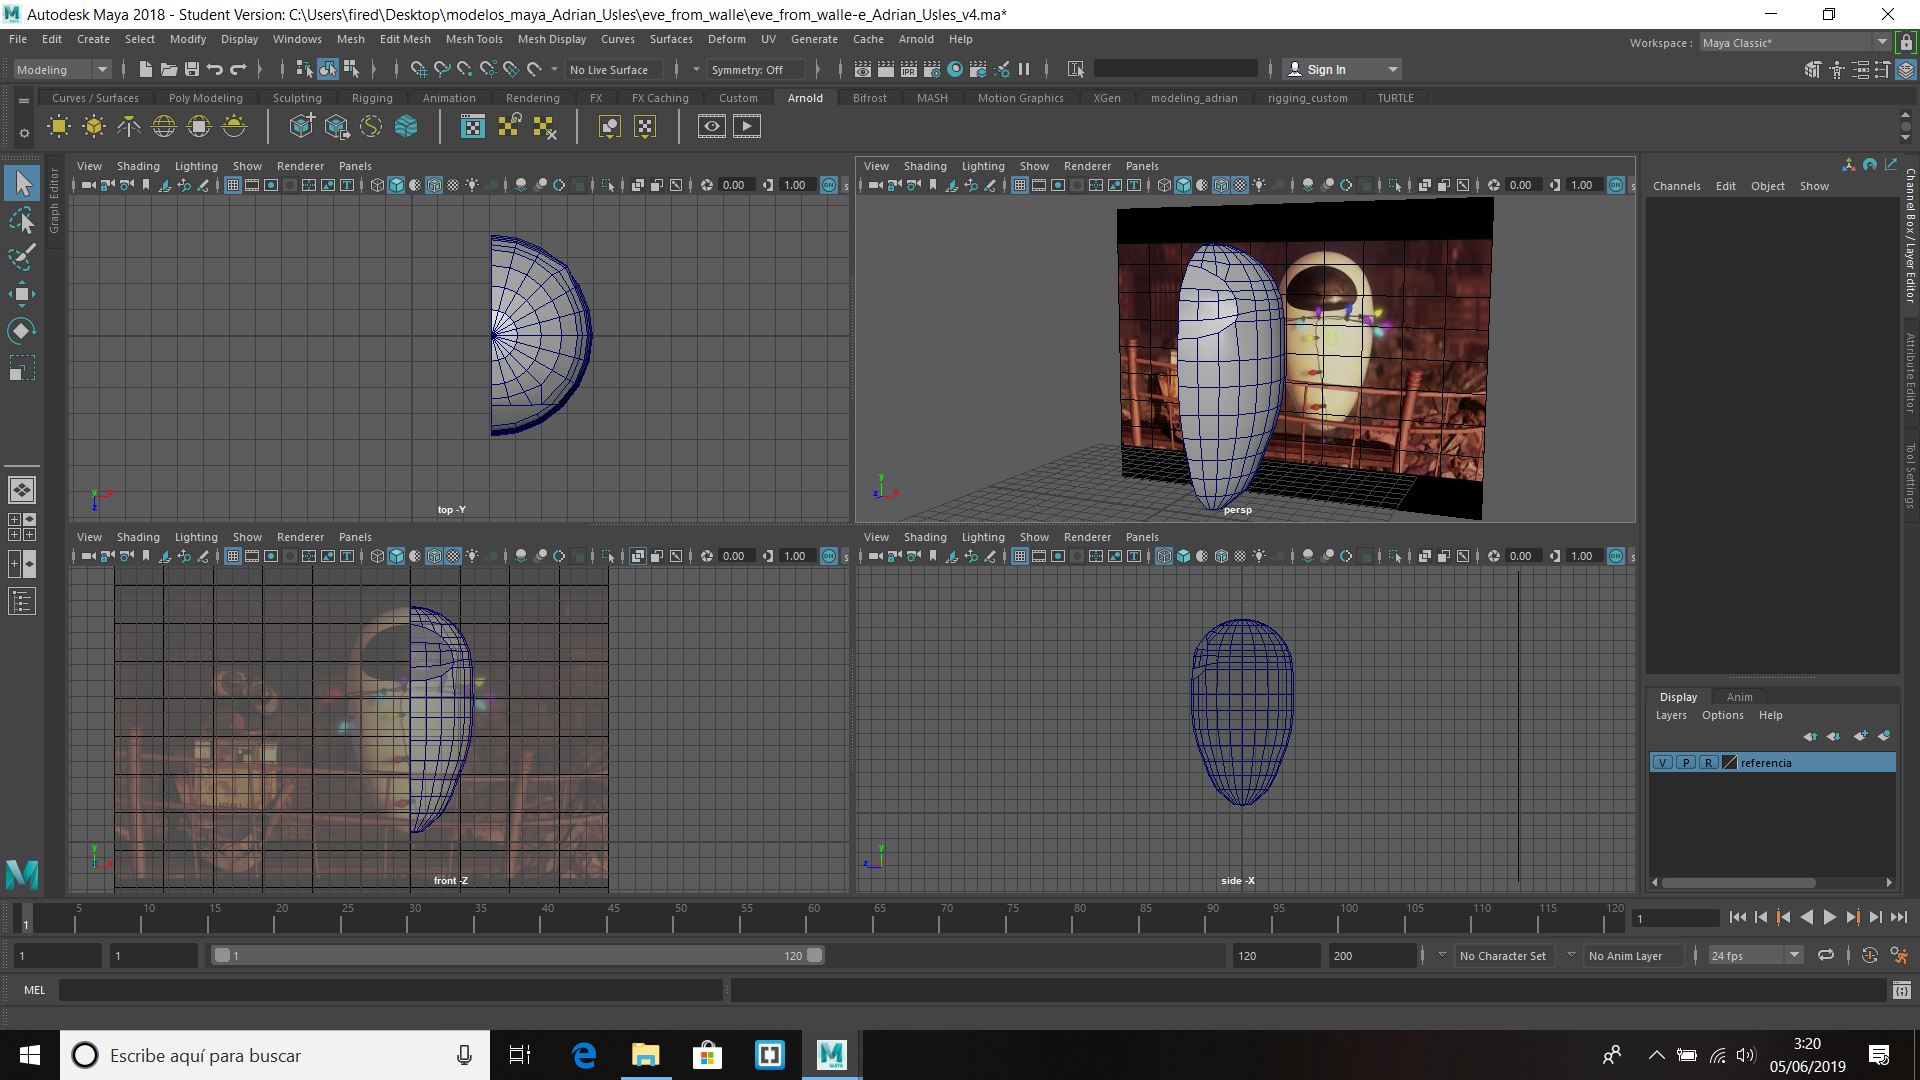 Autodesk Maya 2018 - Student Version: C:\Users\fired\Desktop\modelos_maya_Adrian_Usles\eve_from_walle\eve_from_walle-e_Adrian_Usles_v4.ma*
File Edit Create Select Modify Display Windows Mesh Edit Mesh Mesh Tools Mesh Display Curves Surfaces Deform UV Generate Cache Arnold Help
Workspace : Maya Classic*
Modeling No Live Surface Symmetry: Off Sign In
Curves / Surfaces Poly Modeling Sculpting Rigging Animation Rendering FX FX Caching Custom Arnold Bifrost MASH Motion Graphics XGen modeling_adrian rigging_custom TURTLE
IPR
Graph Editor
View Shading Lighting Show Renderer Panels
0.00 1.00 ON
top -Y
View Shading Lighting Show Renderer Panels
0.00 1.00 ON
persp
View Shading Lighting Show Renderer Panels
0.00 1.00 ON
front -Z
View Shading Lighting Show Renderer Panels
0.00 1.00 ON
side -X
Channels Edit Object Show
Channel Box / Layer Editor
Attribute Editor
Tool Settings
Display Anim
Layers Options Help
V P R referencia
5 10 15 20 25 30 35 40 45 50 55 60 65 70 75 80 85 90 95 100 105 110 115 120
1 1
1 1 1 120 120 200 No Character Set No Anim Layer 24 fps
MEL
Escribe aquí para buscar
MAYA
3:20
05/06/2019